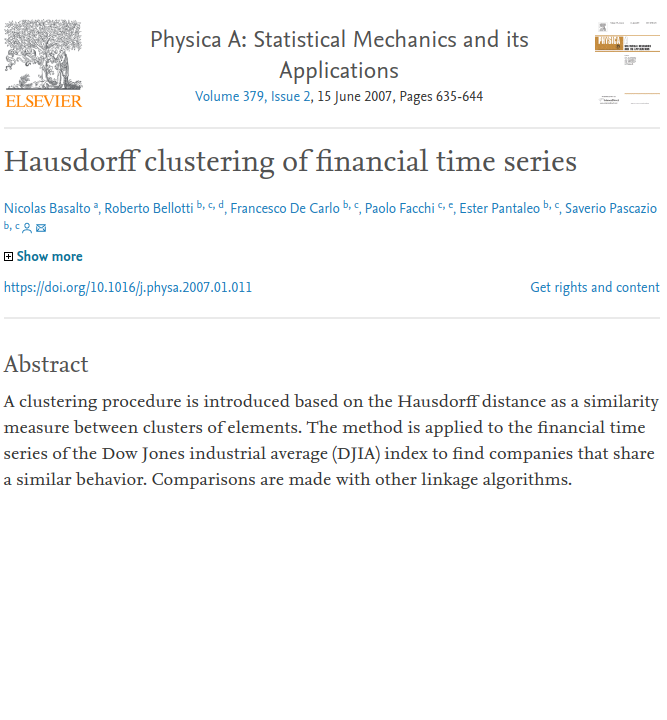 Physica A: Statistical Mechanics and its
Applications
Volume 379, Issue 2, 15 June 2007, Pages 635-644
ELSEVIER
PHYSICA
Hausdorff clustering of financial time series
Nicolas Basalto a, Roberto Bellotti b, c, d, Francesco De Carlo b, c, Paolo Facchi c, e, Ester Pantaleo b, c, Saverio Pascazio
b, c
Show more
https://doi.org/10.1016/j.physa.2007.01.011
Get rights and content
Abstract
A clustering procedure is introduced based on the Hausdorff distance as a similarity
measure between clusters of elements. The method is applied to the financial time
series of the Dow Jones industrial average (DJIA) index to find companies that share
a similar behavior. Comparisons are made with other linkage algorithms.